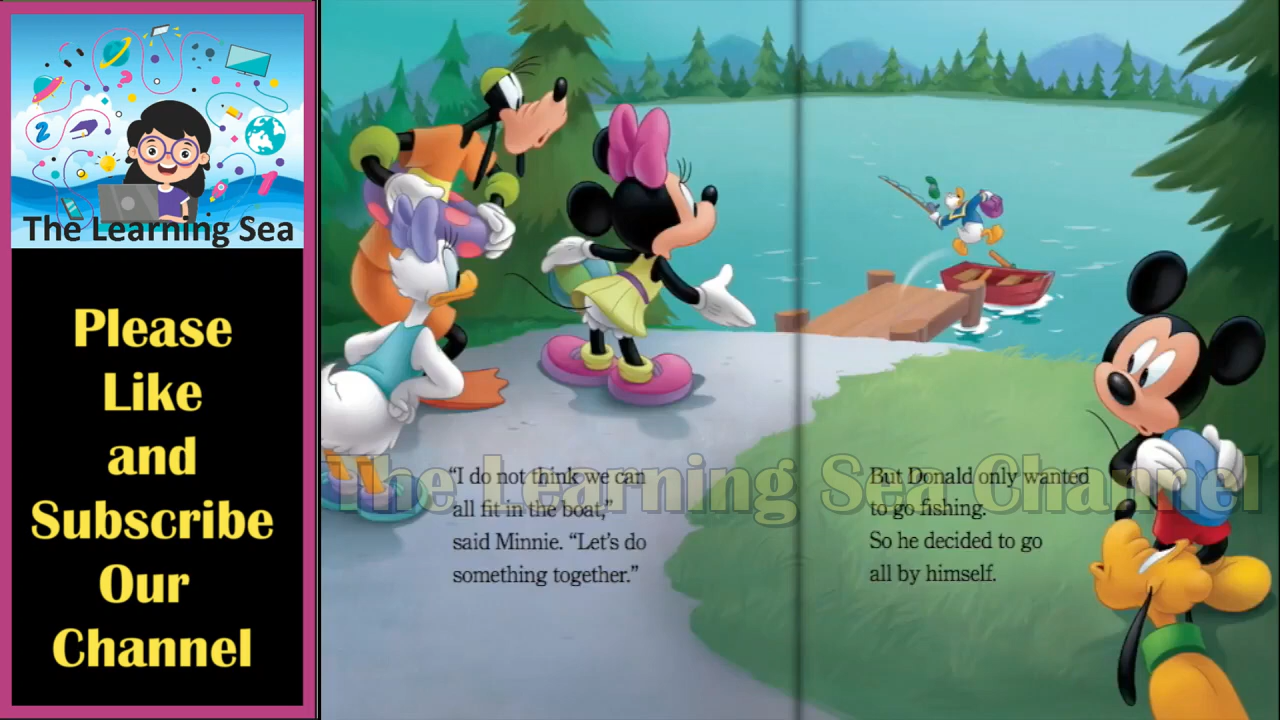 The Learning Sea
Please
Like
and
Subscribe
Our
Channel
“I do not think we can
all fit in the boat,”
said Minnie. “Let’s do
something together.”
But Donald only wanted
to go fishing.
So he decided to go
all by himself.
The Learning Sea Channel